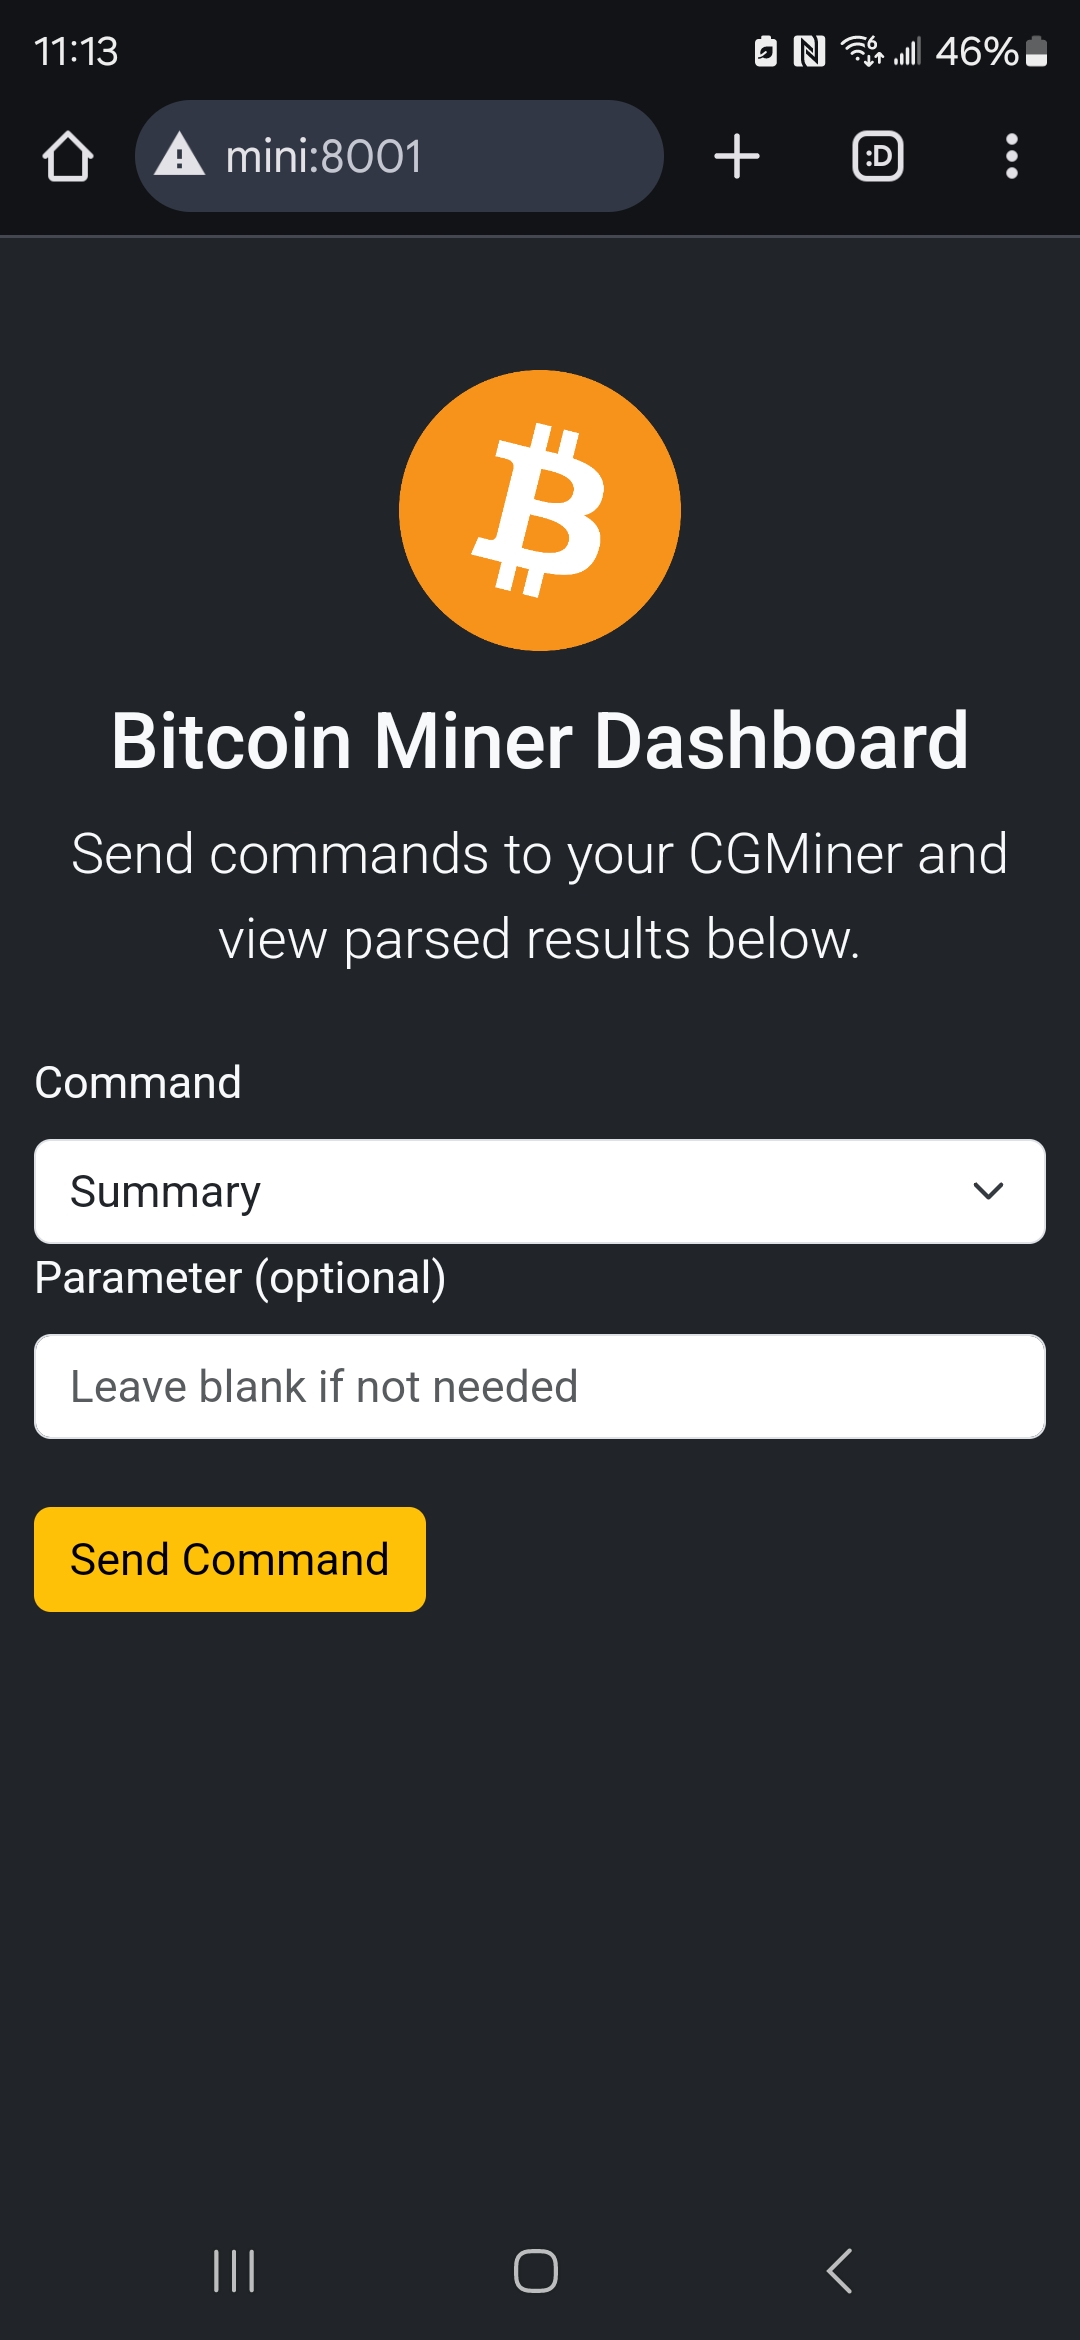 11:13
46%
mini:8001
:D
Bitcoin Miner Dashboard
Send commands to your CGMiner and
view parsed results below.
Command
Summary
Parameter (optional)
Leave blank if not needed
Send Command